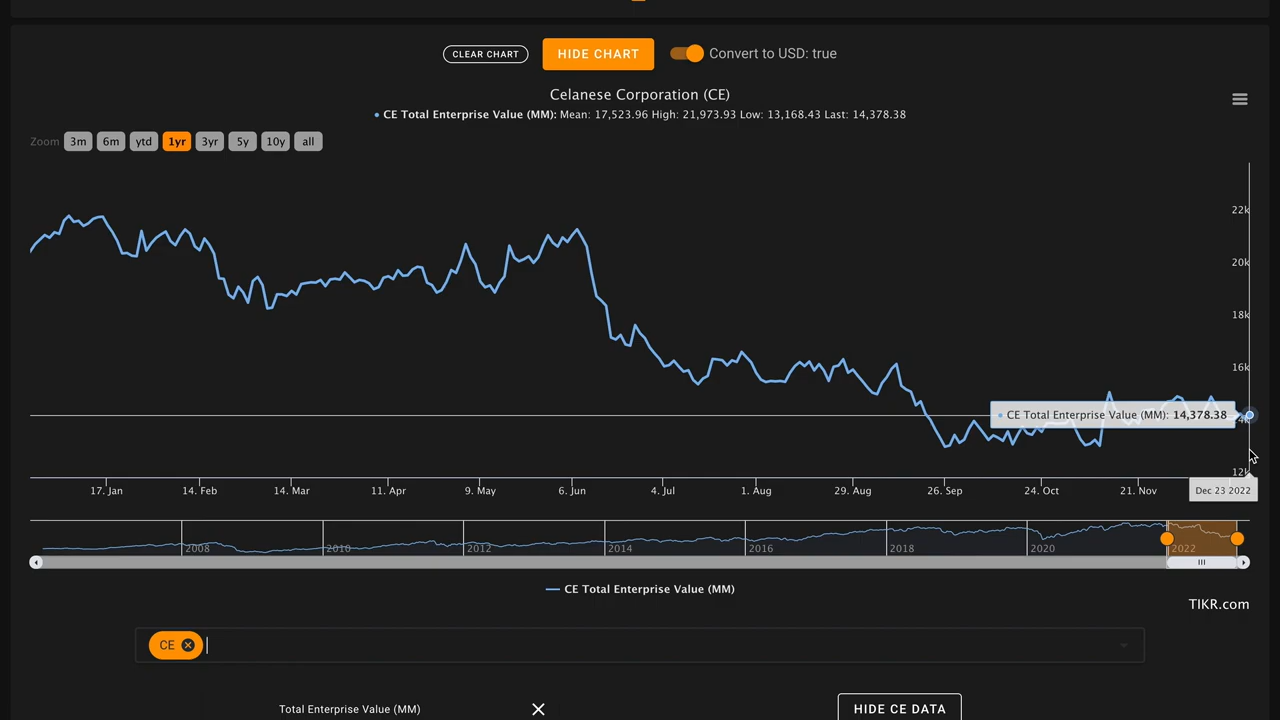 CLEAR CHART
HIDE CHART
Convert to USD: true
Celanese Corporation (CE)
CE Total Enterprise Value (MM): Mean: 17,523.96 High: 21,973.93 Low: 13,168.43 Last: 14,378.38
Zoom 3m 6m ytd 1yr 3yr 5y 10y all
22k
20k
18k
16k
CE Total Enterprise Value (MM): 14,378.38
17. Jan 14. Feb 14. Mar 11. Apr 9. May 6. Jun 4. Jul 1. Aug 29. Aug 26. Sep 24. Oct 21. Nov
Dec 23 2022
2008 2010 2012 2014 2016 2018 2020 2022
CE Total Enterprise Value (MM)
TIKR.com
CE
Total Enterprise Value (MM)
HIDE CE DATA